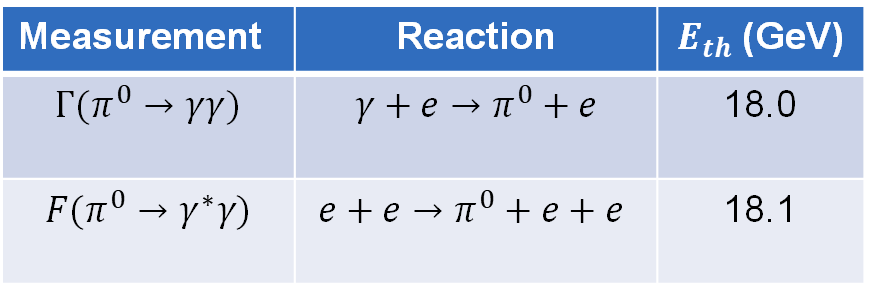 Measurement Reaction E_th (GeV)
Γ(π⁰ → γγ) γ + e → π⁰ + e 18.0
F(π⁰ → γ*γ) e + e → π⁰ + e + e 18.1